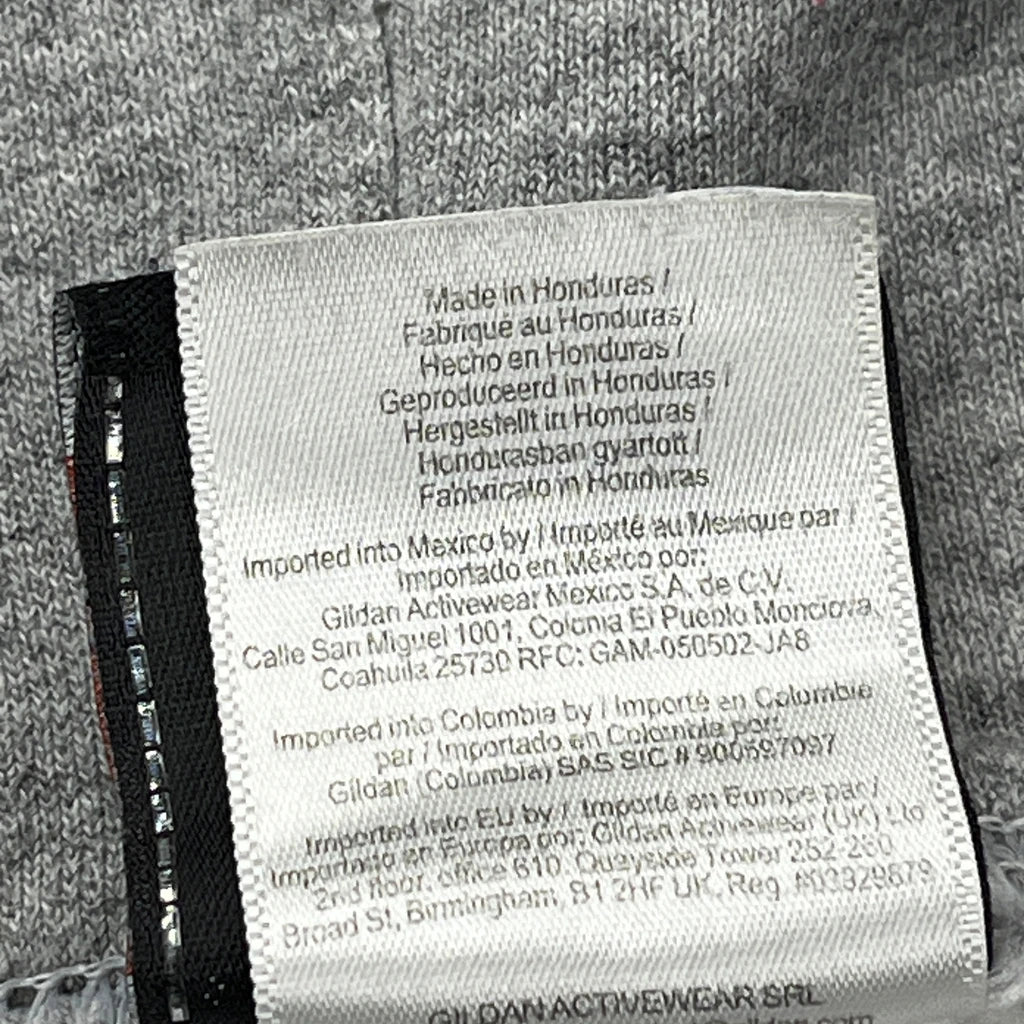 Made in Honduras /
Fabriqué au Honduras /
Hecho en Honduras /
Geproduceerd in Honduras /
Hergestellt in Honduras /
Hondurasban gyártott /
Fabbricato in Honduras
Imported into Mexico by / Importé au Mexique par /
Importado en México por:
Gildan Activewear Mexico S.A. de C.V.
Calle San Miguel 1001, Colonia El Pueblo Monclova,
Coahuila 25730 RFC: GAM-050502-JA8
Imported into Colombia by / Importé en Colombie
par / Importado en Colombia por:
Gildan (Colombia) SAS SIC # 900697097
Imported into EU by / Importé en Europe par /
Importado en Europa por: Gildan Activewear (UK) Ltd
2nd floor, office 610, Quayside Tower 252-260
Broad St, Birmingham, B1 2HF UK, Reg. #03329679
GILDAN ACTIVEWEAR SRL